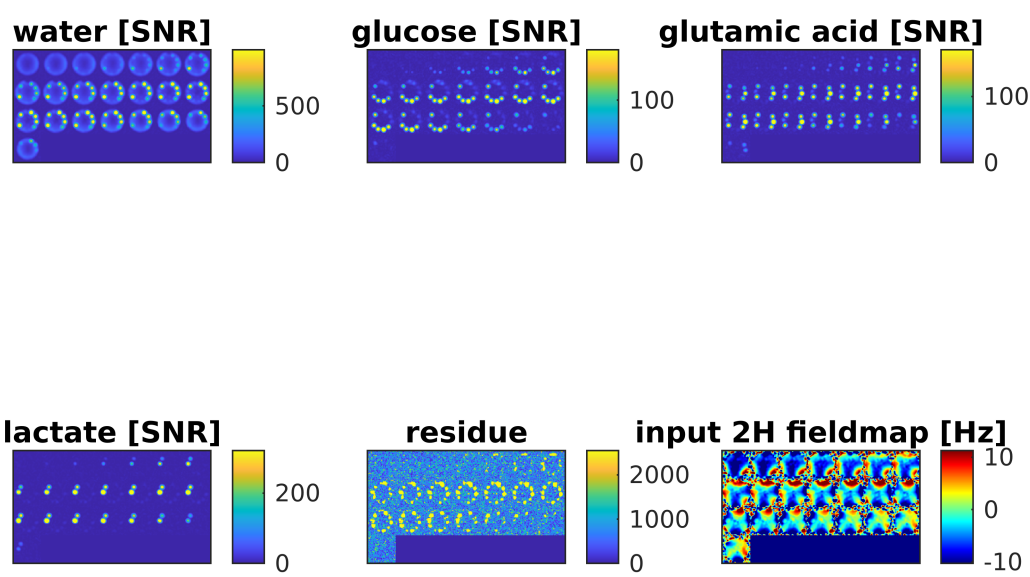 water [SNR]
500
0
glucose [SNR]
100
0
glutamic acid [SNR]
100
0
lactate [SNR]
200
0
residue
2000
1000
0
input 2H fieldmap [Hz]
10
0
-10